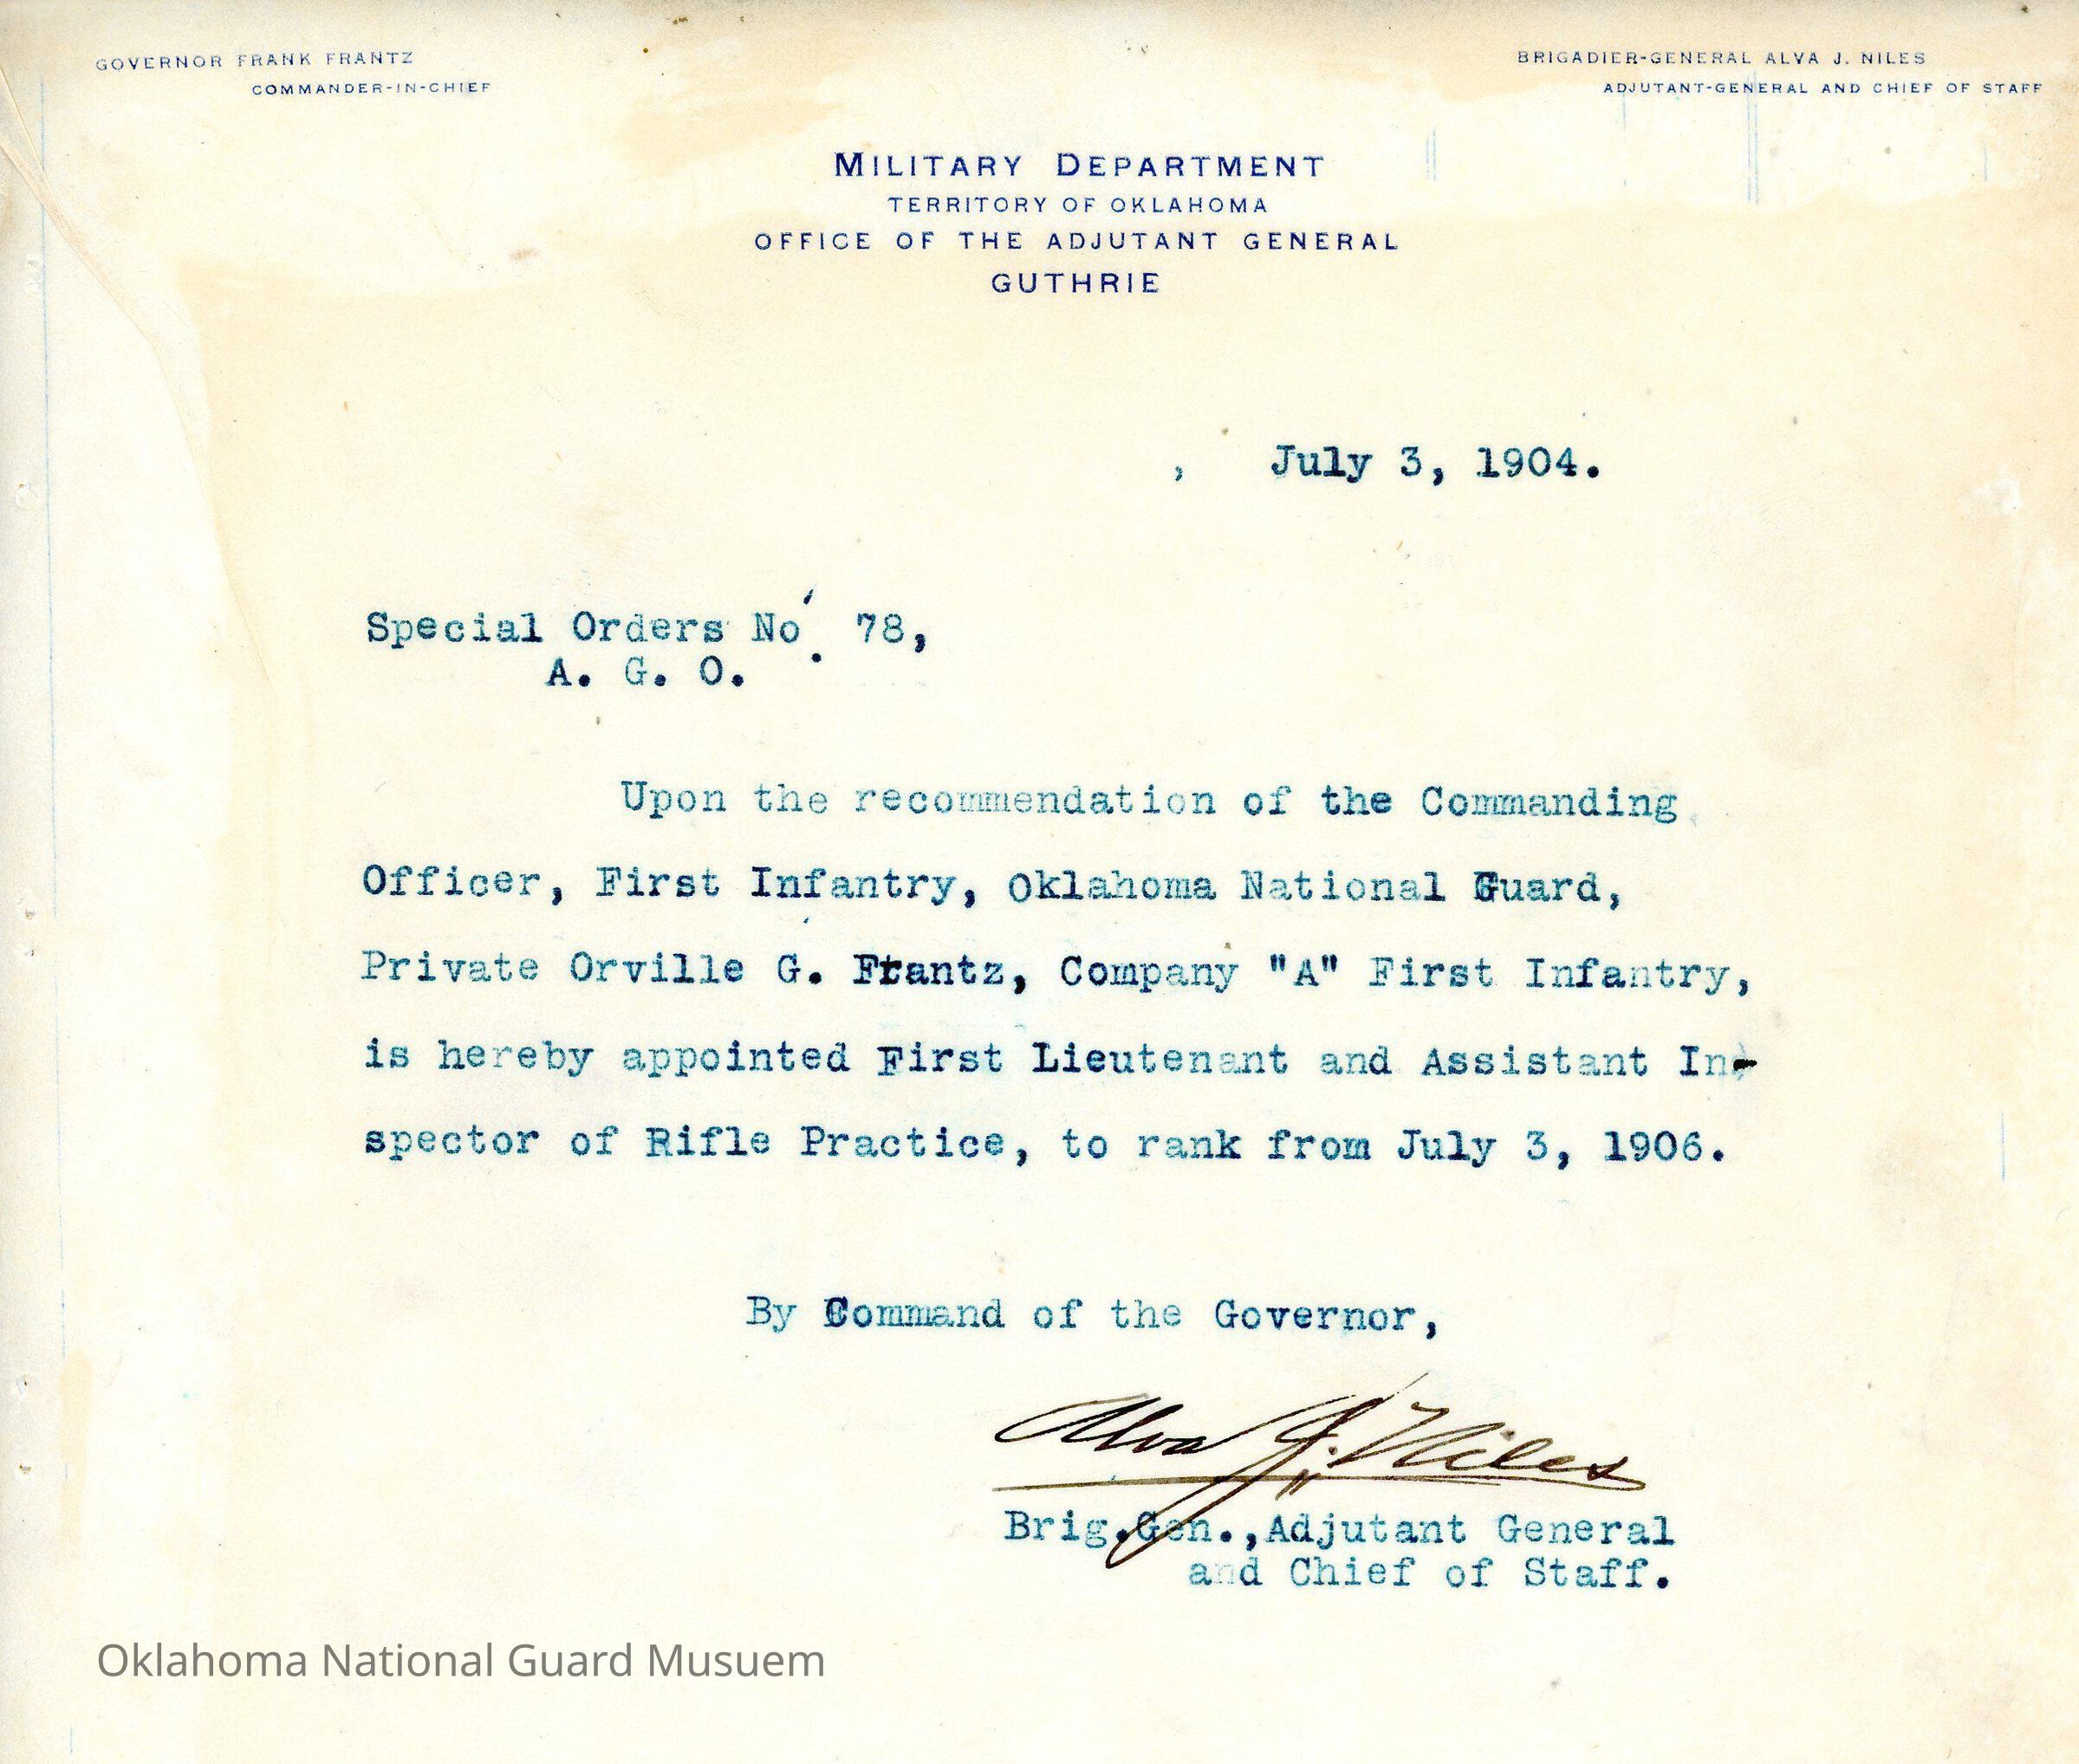 GOVERNOR FRANK FRANTZ
COMMANDER-IN-CHIEF
BRIGADIER-GENERAL ALVA J. NILES
ADJUTANT-GENERAL AND CHIEF OF STAFF
MILITARY DEPARTMENT
TERRITORY OF OKLAHOMA
OFFICE OF THE ADJUTANT GENERAL
GUTHRIE
, July 3, 1904.
Special Orders No. 78,
A. G. O.
Upon the recommendation of the Commanding
Officer, First Infantry, Oklahoma National Guard,
Private Orville G. Frantz, Company "A" First Infantry,
is hereby appointed First Lieutenant and Assistant In-
spector of Rifle Practice, to rank from July 3, 1906.
By Command of the Governor,
Alva J. Niles
Brig.Gen.,Adjutant General
and Chief of Staff.
Oklahoma National Guard Musuem